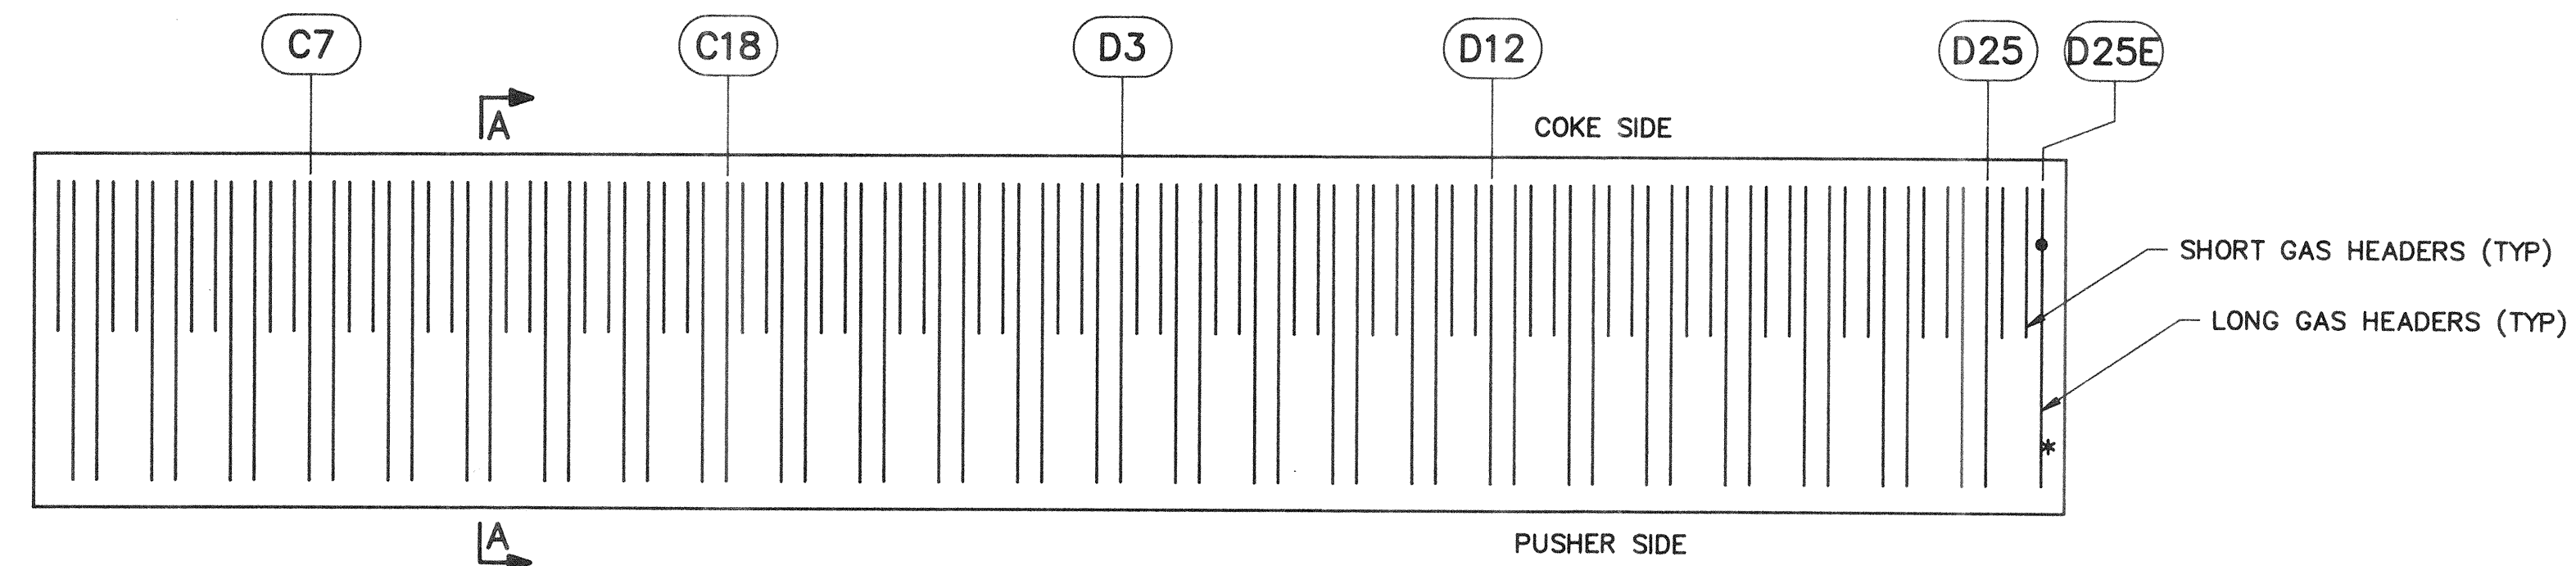 C7
C18
D3
D12
D25
D25E
A
COKE SIDE
SHORT GAS HEADERS (TYP)
LONG GAS HEADERS (TYP)
*
A
PUSHER SIDE